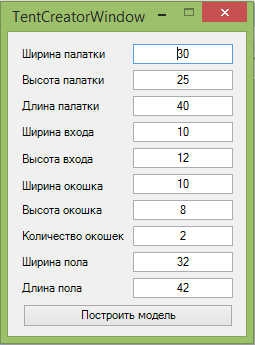 TentCreatorWindow
Ширина палатки 30
Высота палатки 25
Длина палатки 40
Ширина входа 10
Высота входа 12
Ширина окошка 10
Высота окошка 8
Количество окошек 2
Ширина пола 32
Длина пола 42
Построить модель